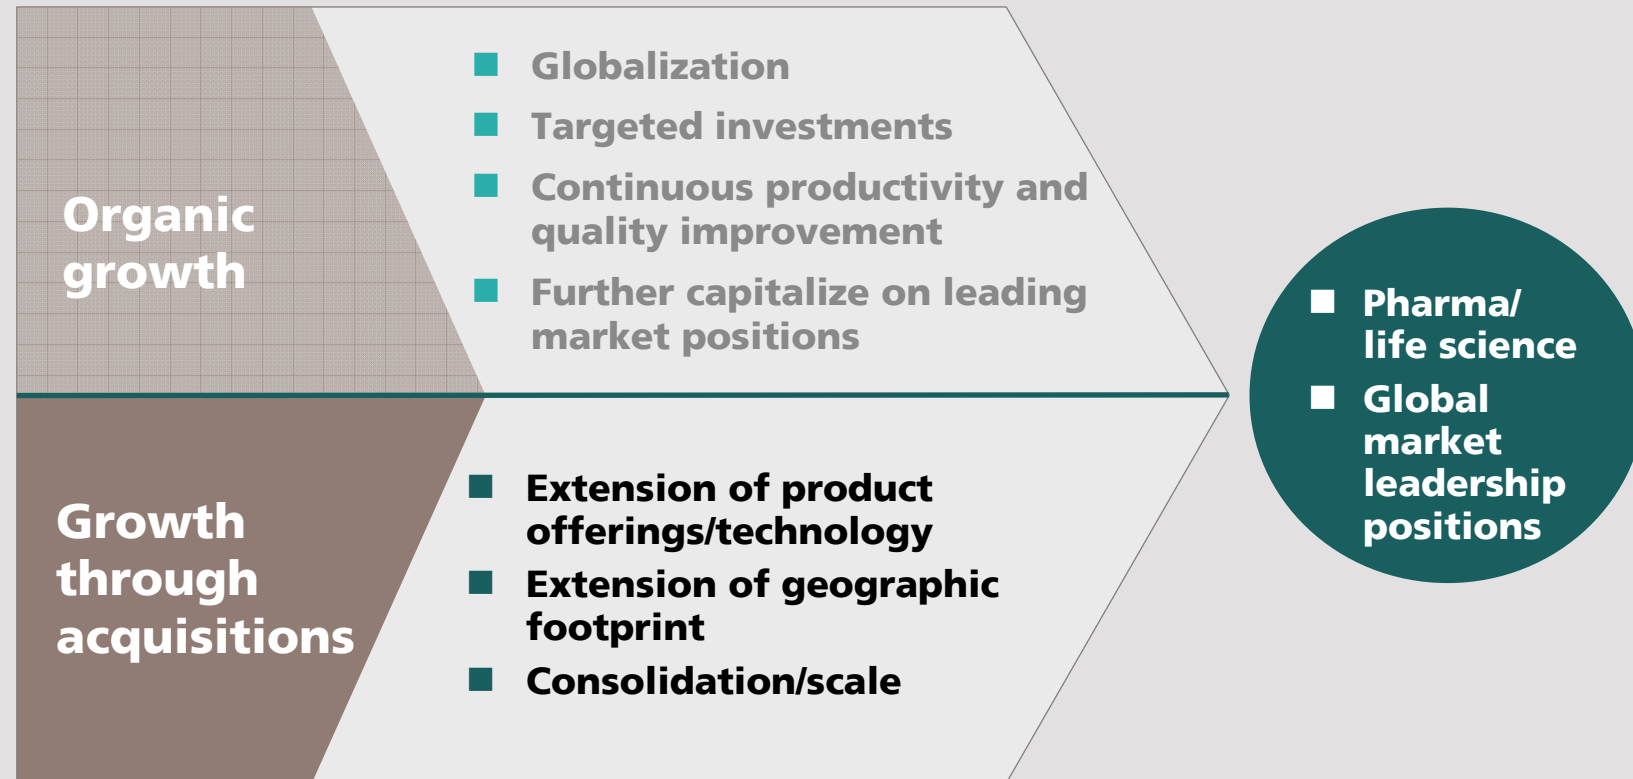 Organic
growth
Globalization
Targeted investments
Continuous productivity and
quality improvement
Further capitalize on leading
market positions
Growth
through
acquisitions
Extension of product
offerings/technology
Extension of geographic
footprint
Consolidation/scale
Pharma/
life science
Global
market
leadership
positions